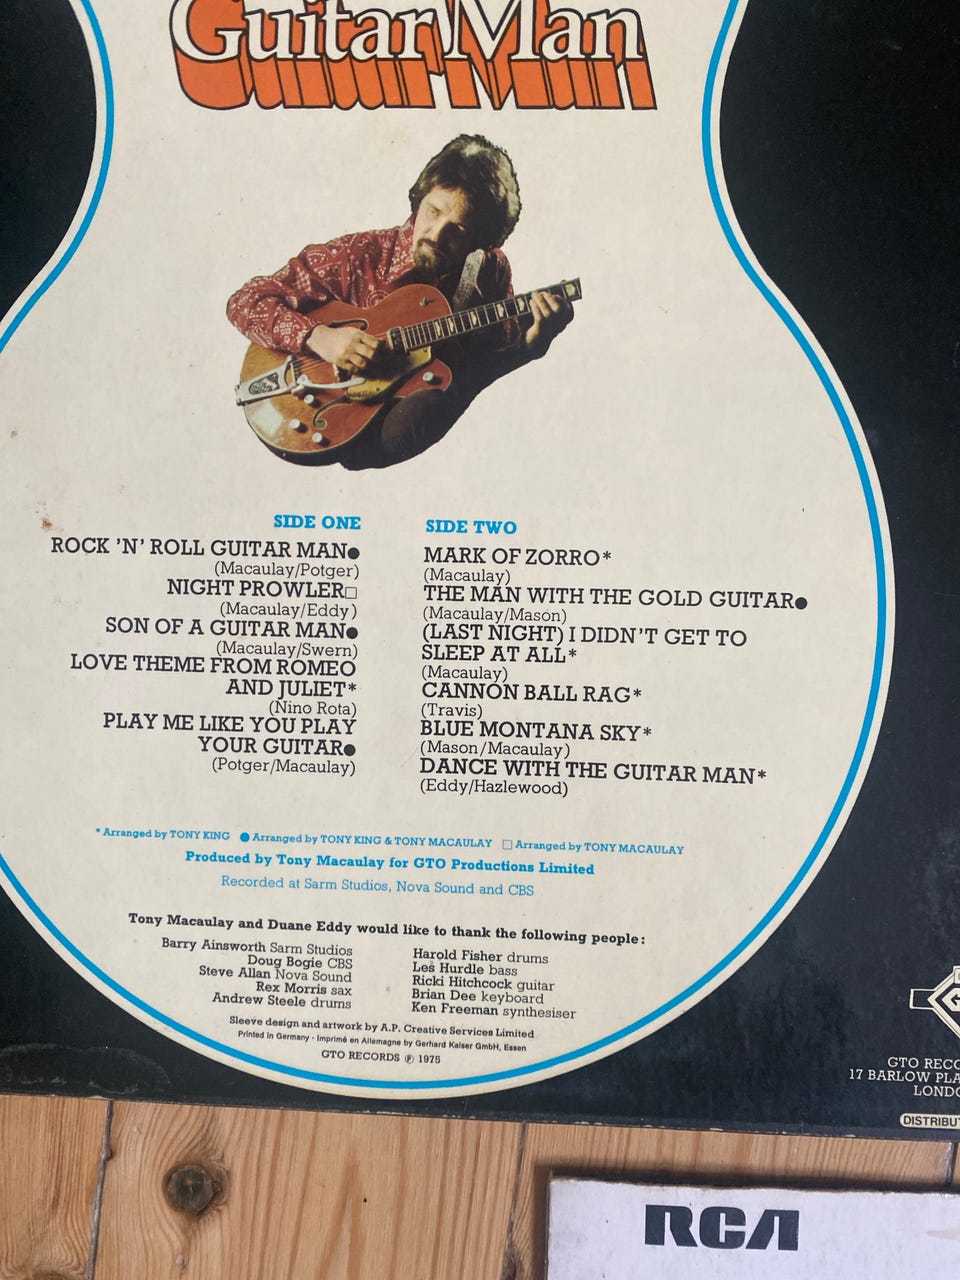 Guitar Man
SIDE ONE
ROCK 'N' ROLL GUITAR MAN●
(Macaulay/Potger)
NIGHT PROWLER□
(Macaulay/Eddy)
SON OF A GUITAR MAN●
(Macaulay/Swern)
LOVE THEME FROM ROMEO
AND JULIET*
(Nino Rota)
PLAY ME LIKE YOU PLAY
YOUR GUITAR●
(Potger/Macaulay)
SIDE TWO
MARK OF ZORRO*
(Macaulay)
THE MAN WITH THE GOLD GUITAR●
(Macaulay/Mason)
(LAST NIGHT) I DIDN'T GET TO
SLEEP AT ALL*
(Macaulay)
CANNON BALL RAG*
(Travis)
BLUE MONTANA SKY*
(Mason/Macaulay)
DANCE WITH THE GUITAR MAN*
(Eddy/Hazlewood)
* Arranged by TONY KING ● Arranged by TONY KING & TONY MACAULAY □ Arranged by TONY MACAULAY
Produced by Tony Macaulay for GTO Productions Limited
Recorded at Sarm Studios, Nova Sound and CBS
Tony Macaulay and Duane Eddy would like to thank the following people:
Barry Ainsworth Sarm Studios
Doug Bogie CBS
Steve Allan Nova Sound
Rex Morris sax
Andrew Steele drums
Harold Fisher drums
Les Hurdle bass
Ricki Hitchcock guitar
Brian Dee keyboard
Ken Freeman synthesiser
Sleeve design and artwork by A.P. Creative Services Limited
Printed in Germany · Imprimé en Allemagne by Gerhard Kaiser GmbH, Essen
GTO RECORDS ℗ 1975
GTO RECO
17 BARLOW PLA
LONDO
DISTRIBUT
RCA